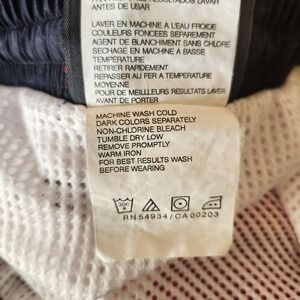 RESULTADOS LAVAR
ANTES DE USAR
LAVER EN MACHINE A L'EAU FROIDE
COULEURS FONCEES SEPAREMENT
AGENT DE BLANCHIMENT SANS CHLORE
SECHAGE EN MACHINE A BASSE
TEMPERATURE
RETIRER RAPIDEMENT
REPASSER AU FER A TEMPERATURE
MOYENNE
POUR DE MEILLEURS RESULTATS LAVER
AVANT DE PORTER
MACHINE WASH COLD
DARK COLORS SEPARATELY
NON-CHLORINE BLEACH
TUMBLE DRY LOW
REMOVE PROMPTLY
WARM IRON
FOR BEST RESULTS WASH
BEFORE WEARING
RN 54934 / CA 00203